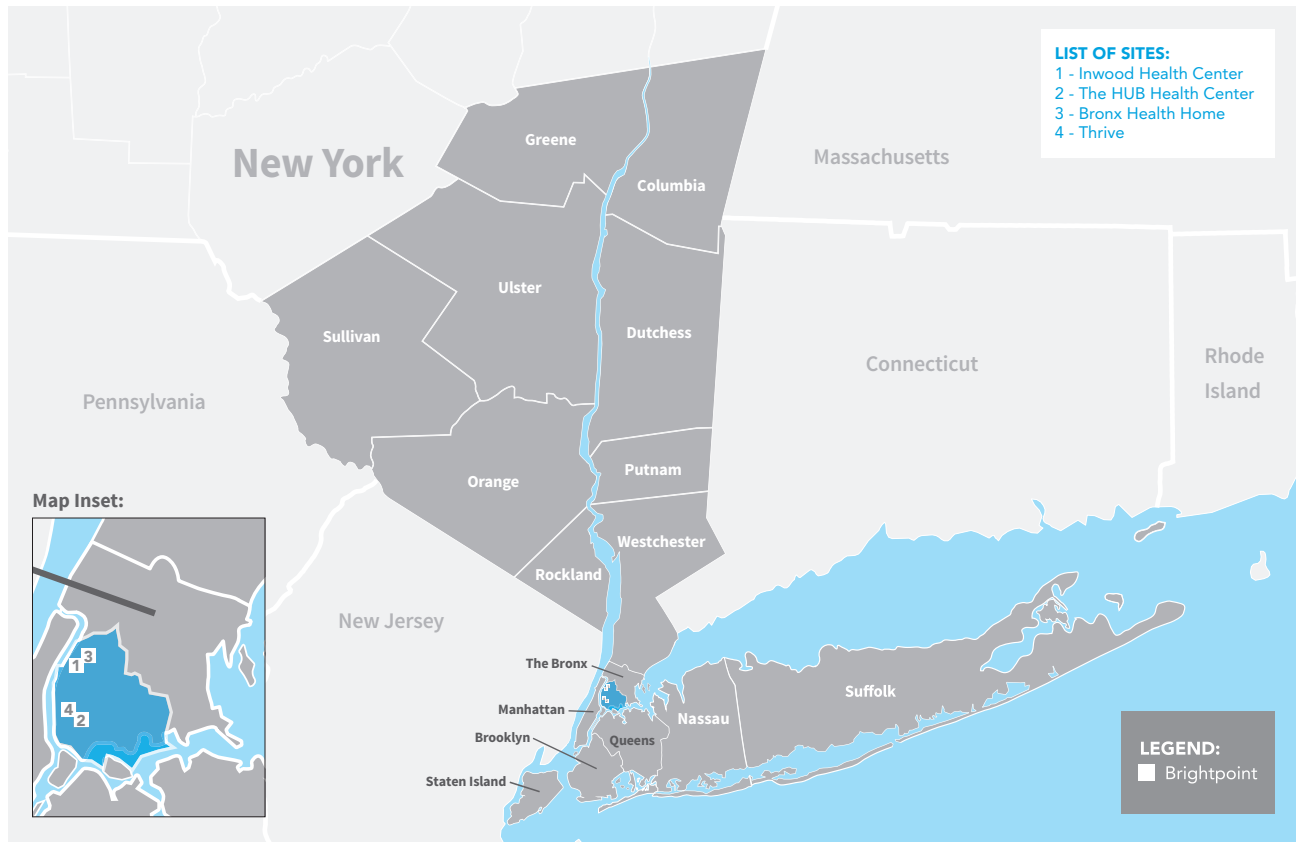 LIST OF SITES:
1 - Inwood Health Center
2 - The HUB Health Center
3 - Bronx Health Home
4 - Thrive
Greene
New York
Massachusetts
Columbia
Ulster
Sullivan
Dutchess
Connecticut
Rhode
Island
Pennsylvania
Putnam
Orange
Map Inset:
Westchester
Rockland
New Jersey
3
1
4
2
The Bronx
Manhattan
Brooklyn
Staten Island
Queens
Nassau
Suffolk
LEGEND:
Brightpoint